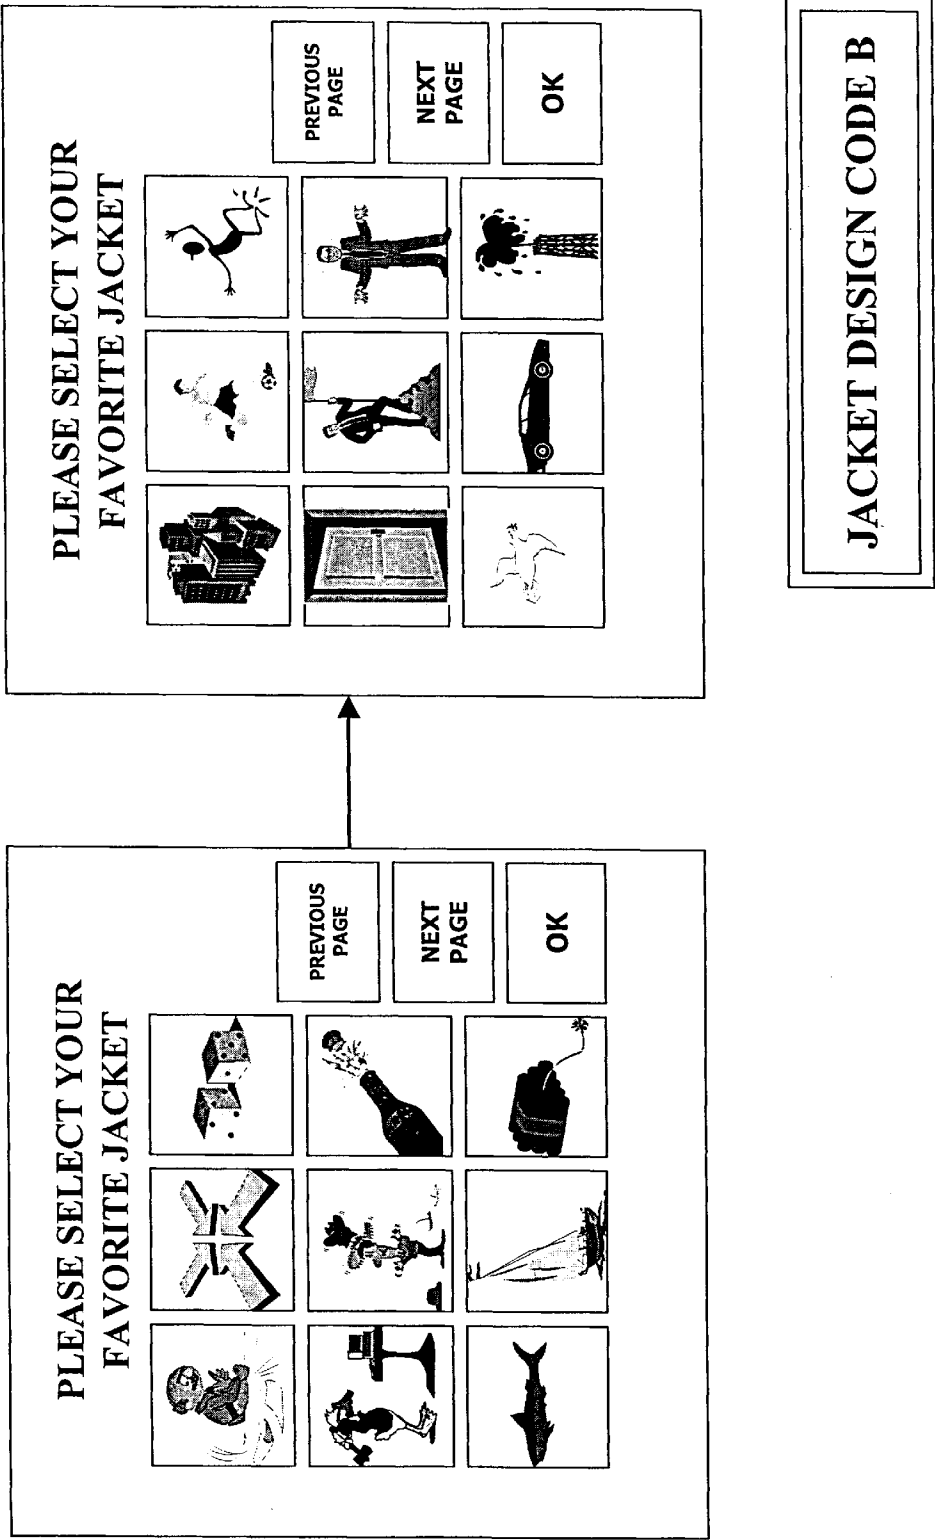 PLEASE SELECT YOUR
FAVORITE JACKET
PREVIOUS
PAGE
NEXT
PAGE
OK
PLEASE SELECT YOUR
FAVORITE JACKET
PREVIOUS
PAGE
NEXT
PAGE
OK
JACKET DESIGN CODE B